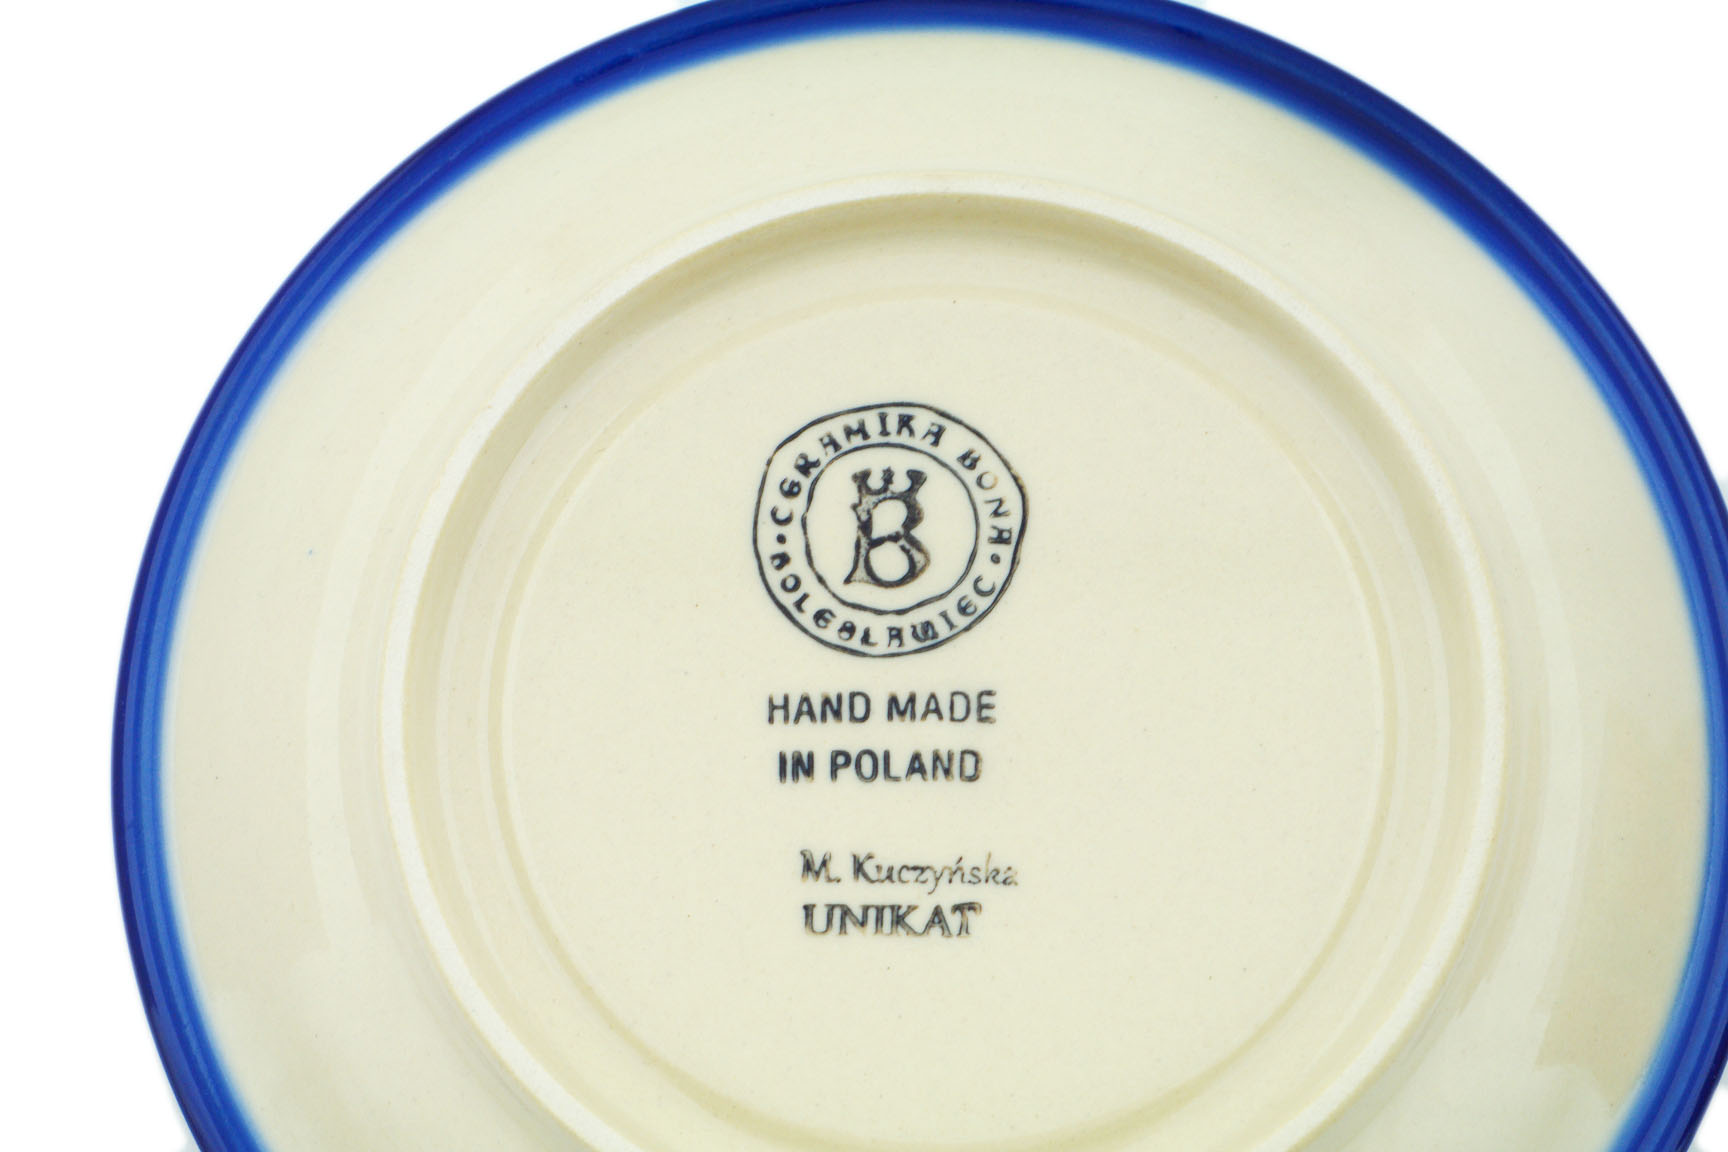 CERAMIKA BONA
BOLESŁAWIEC
B
HAND MADE
IN POLAND
M. Kuczyńska
UNIKAT